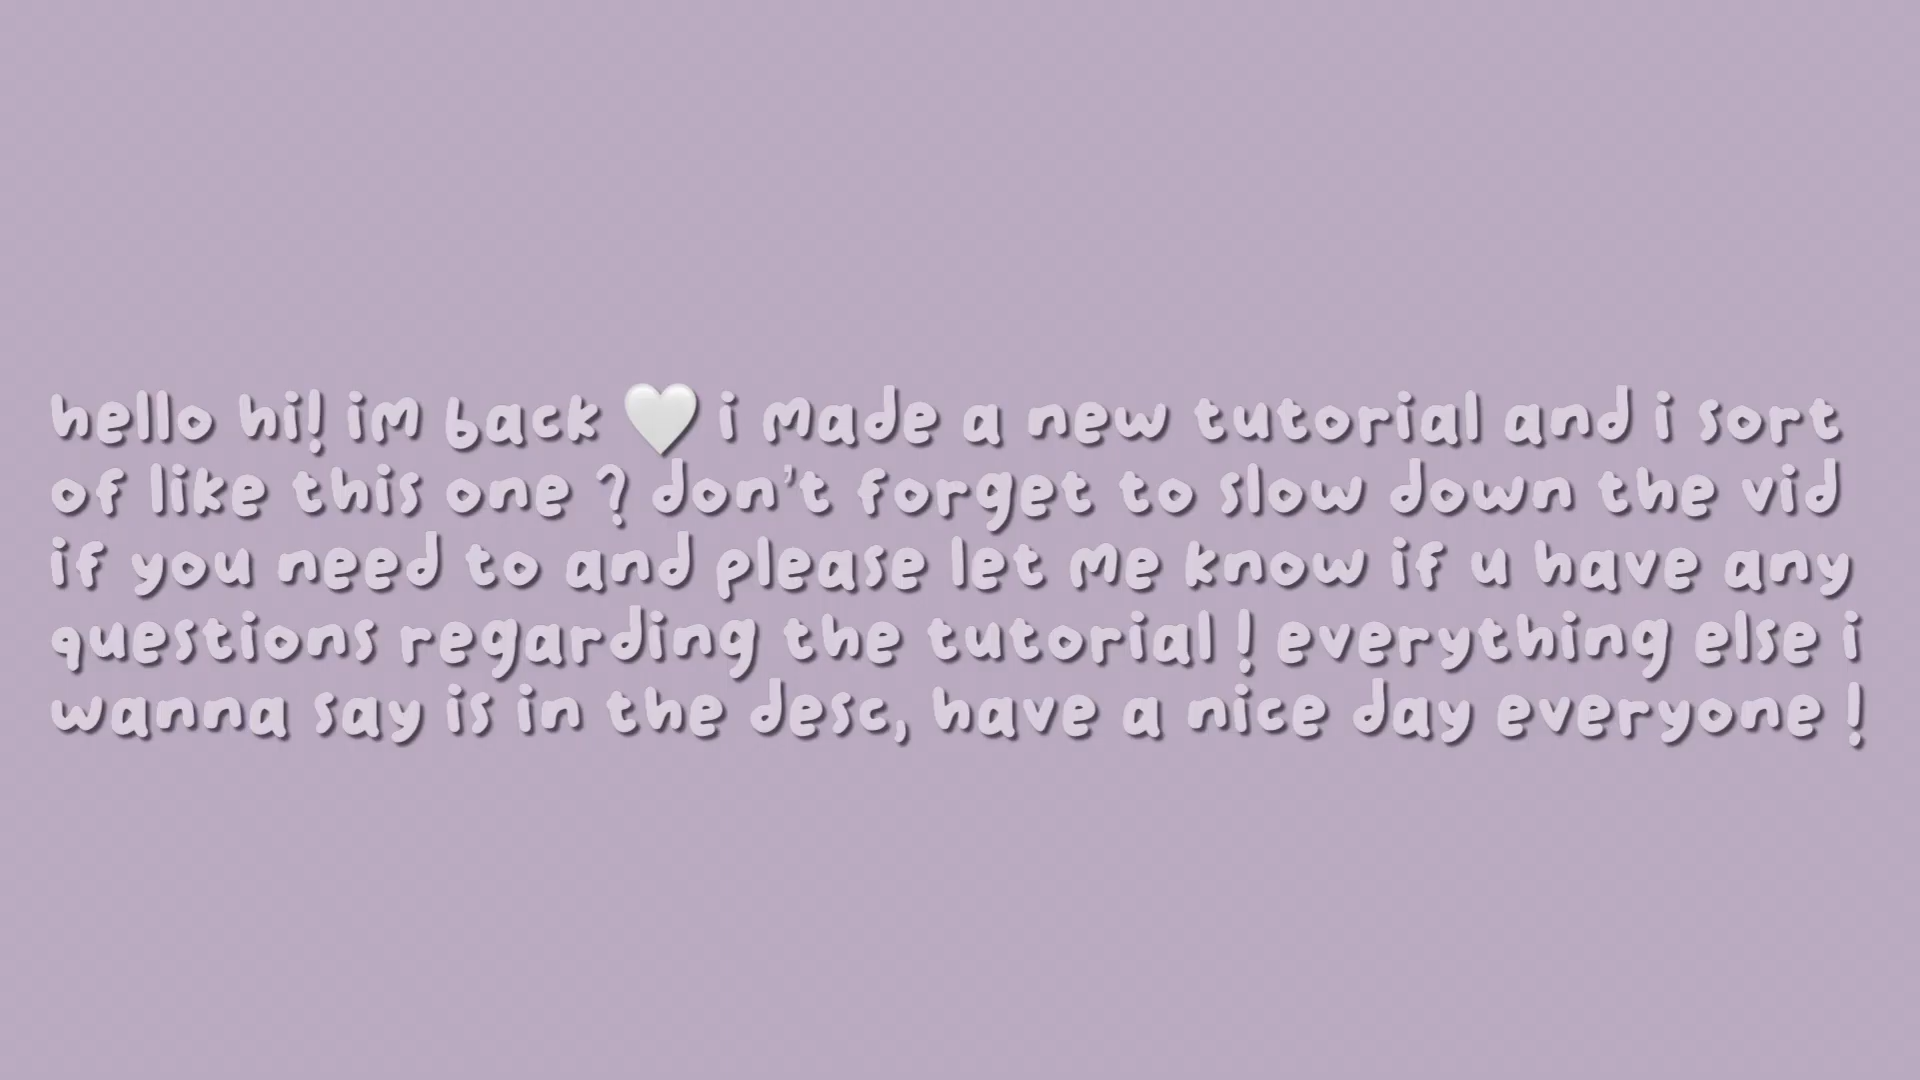 hello hi! im back 🤍 i made a new tutorial and i sort
of like this one ? don't forget to slow down the vid
if you need to and please let me know if u have any
questions regarding the tutorial ! everything else i
wanna say is in the desc, have a nice day everyone !